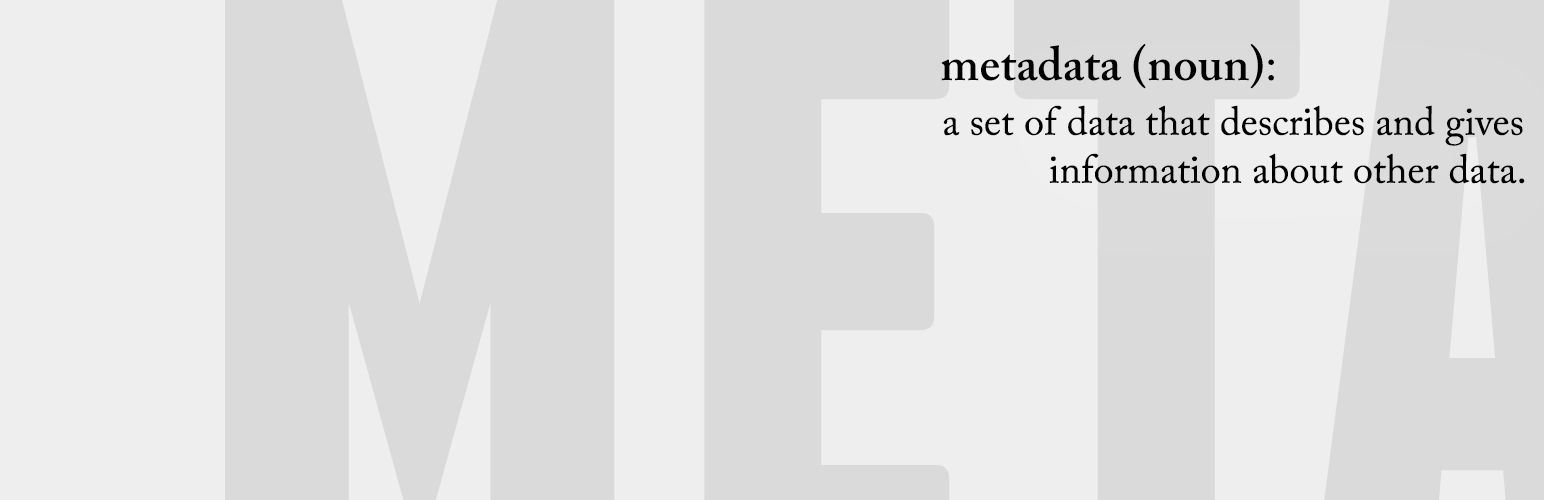 META
metadata (noun):
a set of data that describes and gives
information about other data.